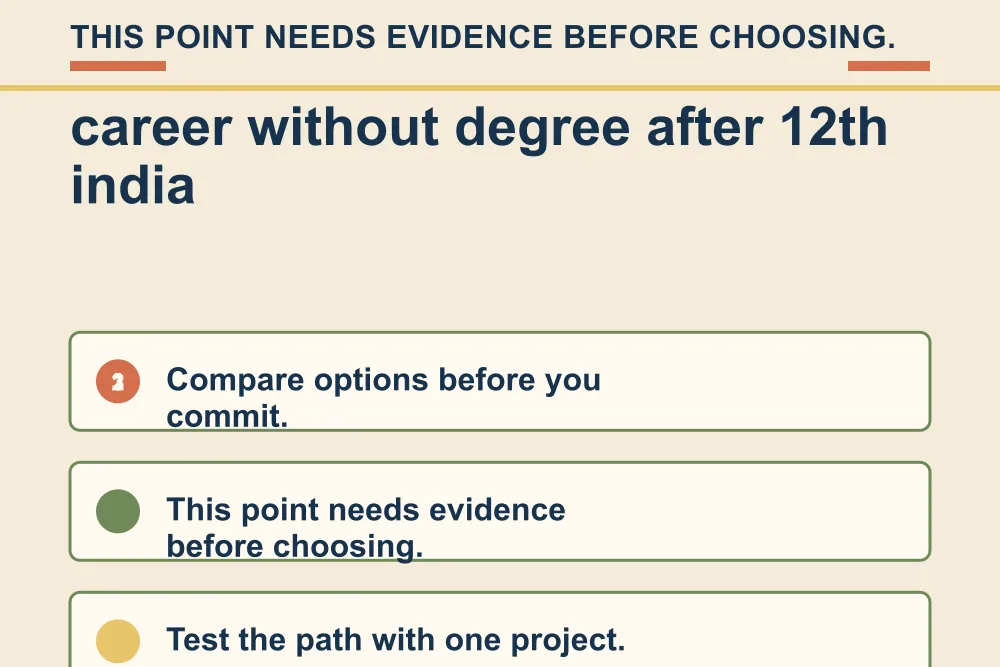 THIS POINT NEEDS EVIDENCE BEFORE CHOOSING.
career without degree after 12th
india
Compare options before you
commit.
This point needs evidence
before choosing.
Test the path with one project.